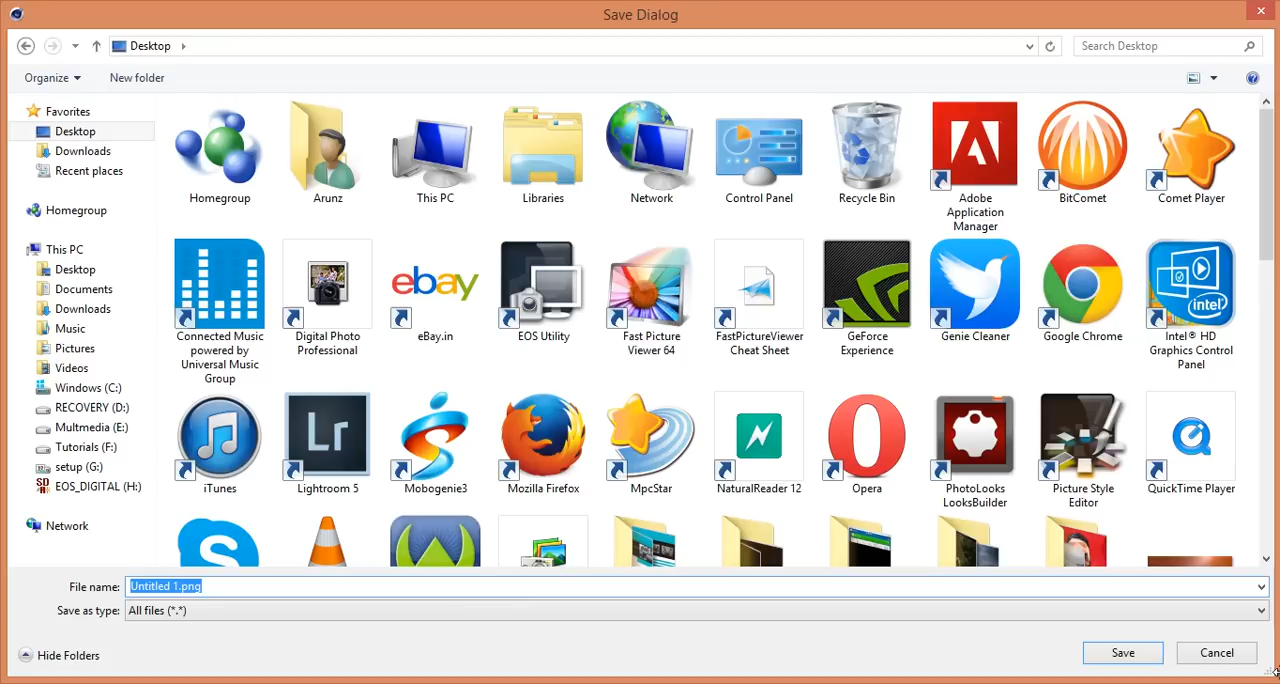 Save Dialog
Desktop
Search Desktop
Organize
New folder
Favorites
Desktop
Downloads
Recent places
Homegroup
This PC
Desktop
Documents
Downloads
Music
Pictures
Videos
Windows (C:)
RECOVERY (D:)
Multmedia (E:)
Tutorials (F:)
setup (G:)
SD
EOS_DIGITAL (H:)
Network
Homegroup
Arunz
This PC
Libraries
Network
Control Panel
Recycle Bin
Adobe
Application
Manager
BitComet
Comet Player
Connected Music
powered by
Universal Music
Group
Digital Photo
Professional
ebay
eBay.in
EOS Utility
Fast Picture
Viewer 64
FastPictureViewer
Cheat Sheet
GeForce
Experience
Genie Cleaner
Google Chrome
intel
Intel® HD
Graphics Control
Panel
iTunes
Lr
Lightroom 5
Mobogenie3
Mozilla Firefox
MpcStar
NaturalReader 12
Opera
PhotoLooks
LooksBuilder
Picture Style
Editor
QuickTime Player
File name:
Untitled 1.png
Save as type:
All files (*.*)
Hide Folders
Save
Cancel